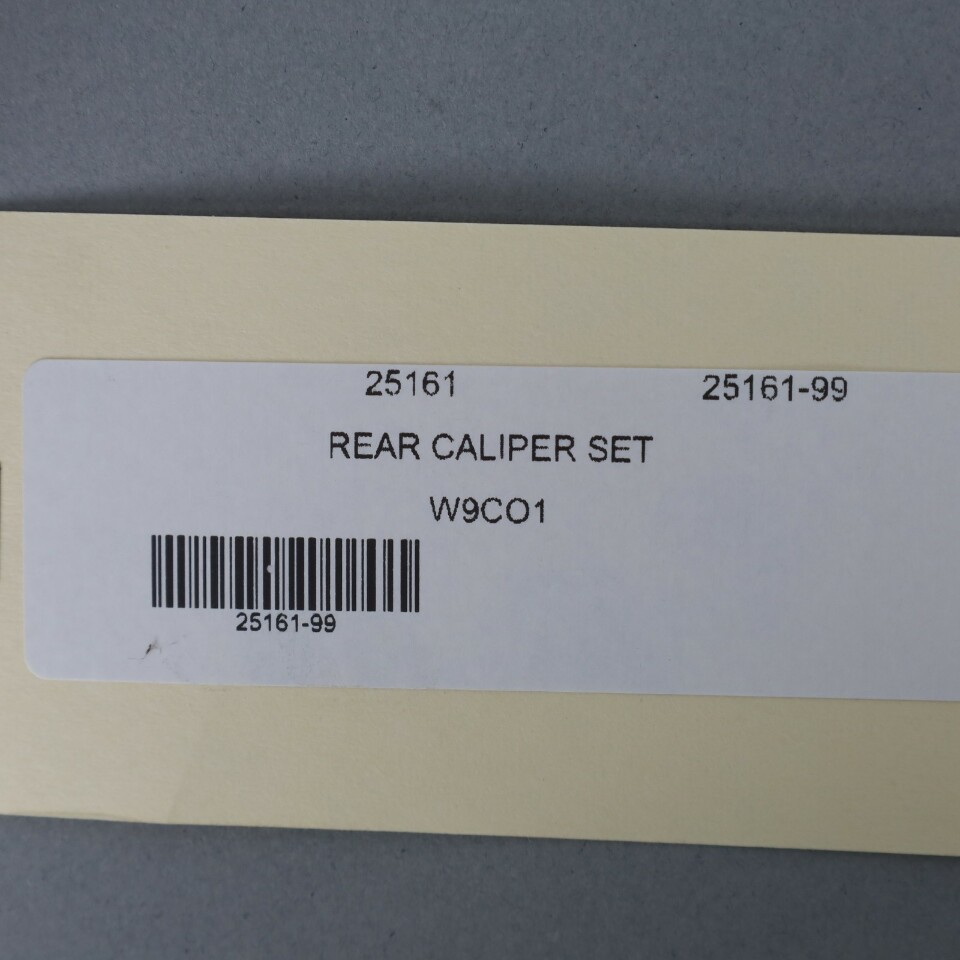 25161 25161-99
REAR CALIPER SET
W9CO1
25161-99